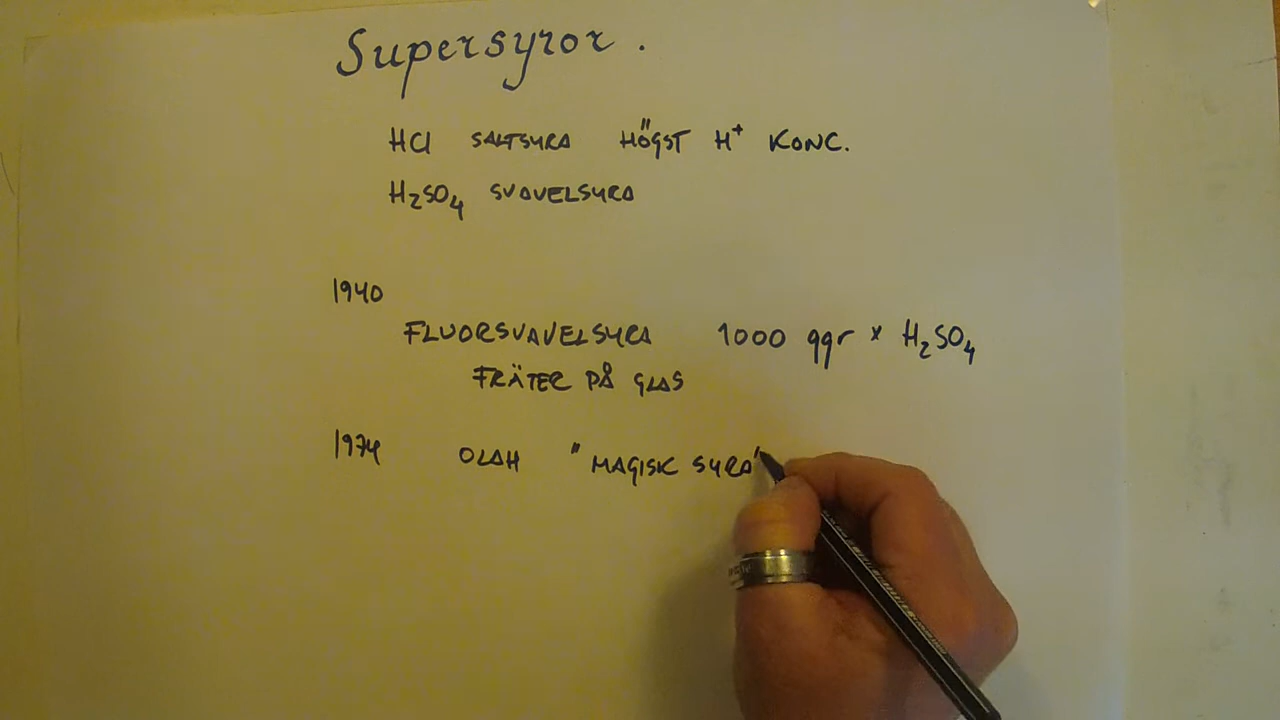 Supersyror.
HCl SALTSYRA HÖGST H⁺ KONC.
H₂SO₄ SVAVELSYRA
1940
FLUORSVAVELSYRA 1000 ggr × H₂SO₄
FRÄTER PÅ GLAS
1974 OLAH "MAGISK SYRA"